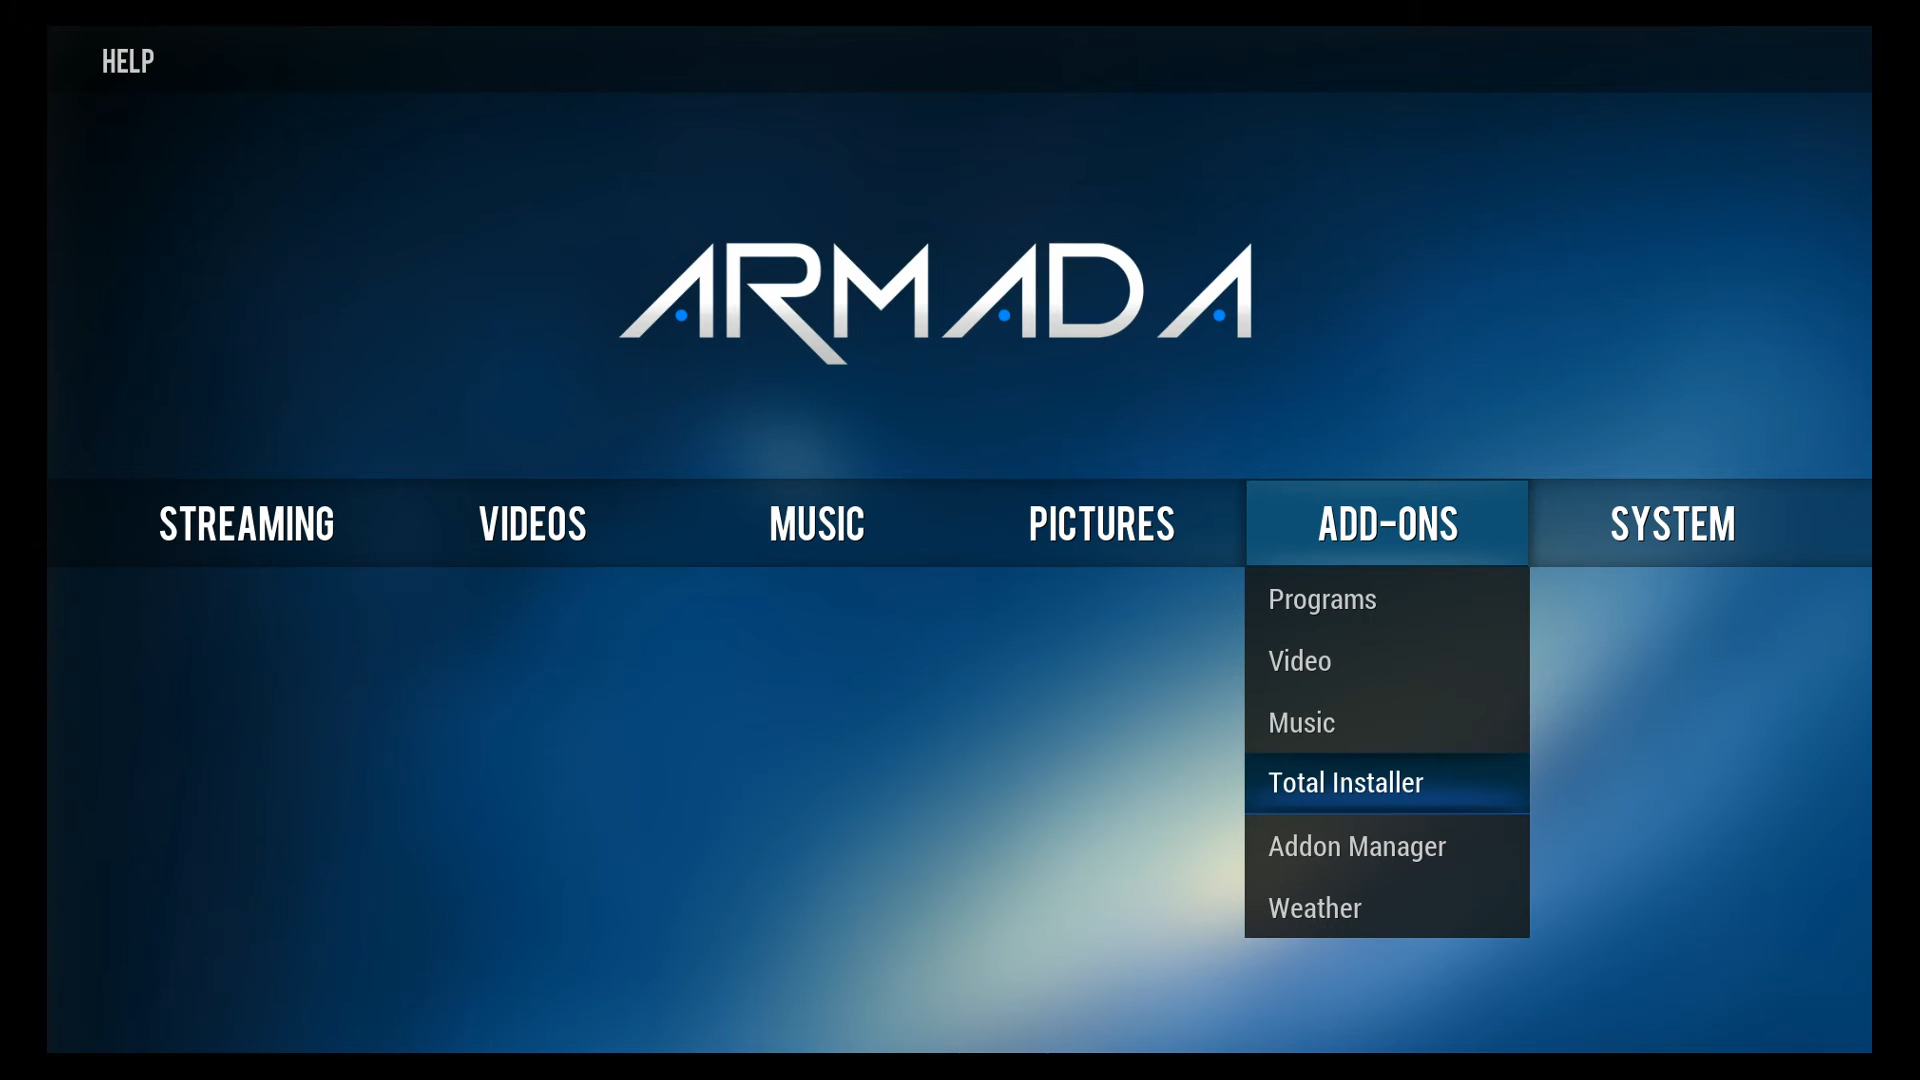 HELP
ARMADA
STREAMING VIDEOS MUSIC PICTURES ADD-ONS SYSTEM
Programs
Video
Music
Total Installer
Addon Manager
Weather